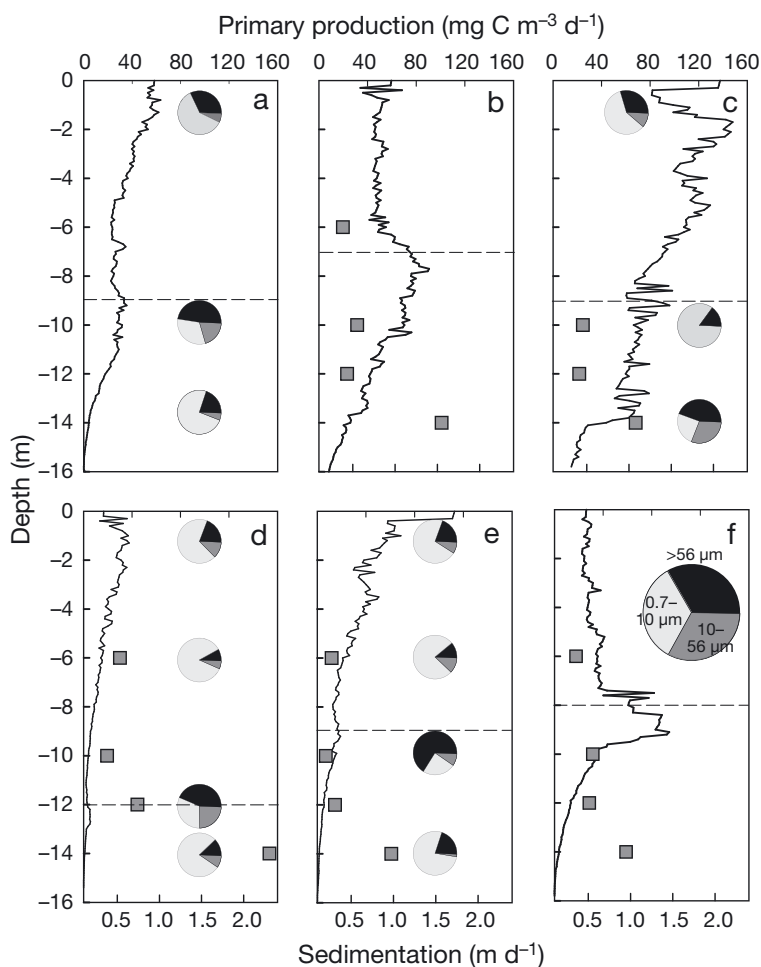 Primary production (mg C m⁻³ d⁻¹)
0 40 80 120 160 0 40 80 120 160 0 40 80 120 160
0
−2
−4
−6
−8
−10
−12
−14
−16
a
b
c
Depth (m)
0
−2
−4
−6
−8
−10
−12
−14
−16
d
e
f
>56 µm
0.7–
10 µm
10–
56 µm
0.5 1.0 1.5 2.0 0.5 1.0 1.5 2.0 0.5 1.0 1.5 2.0
Sedimentation (m d⁻¹)